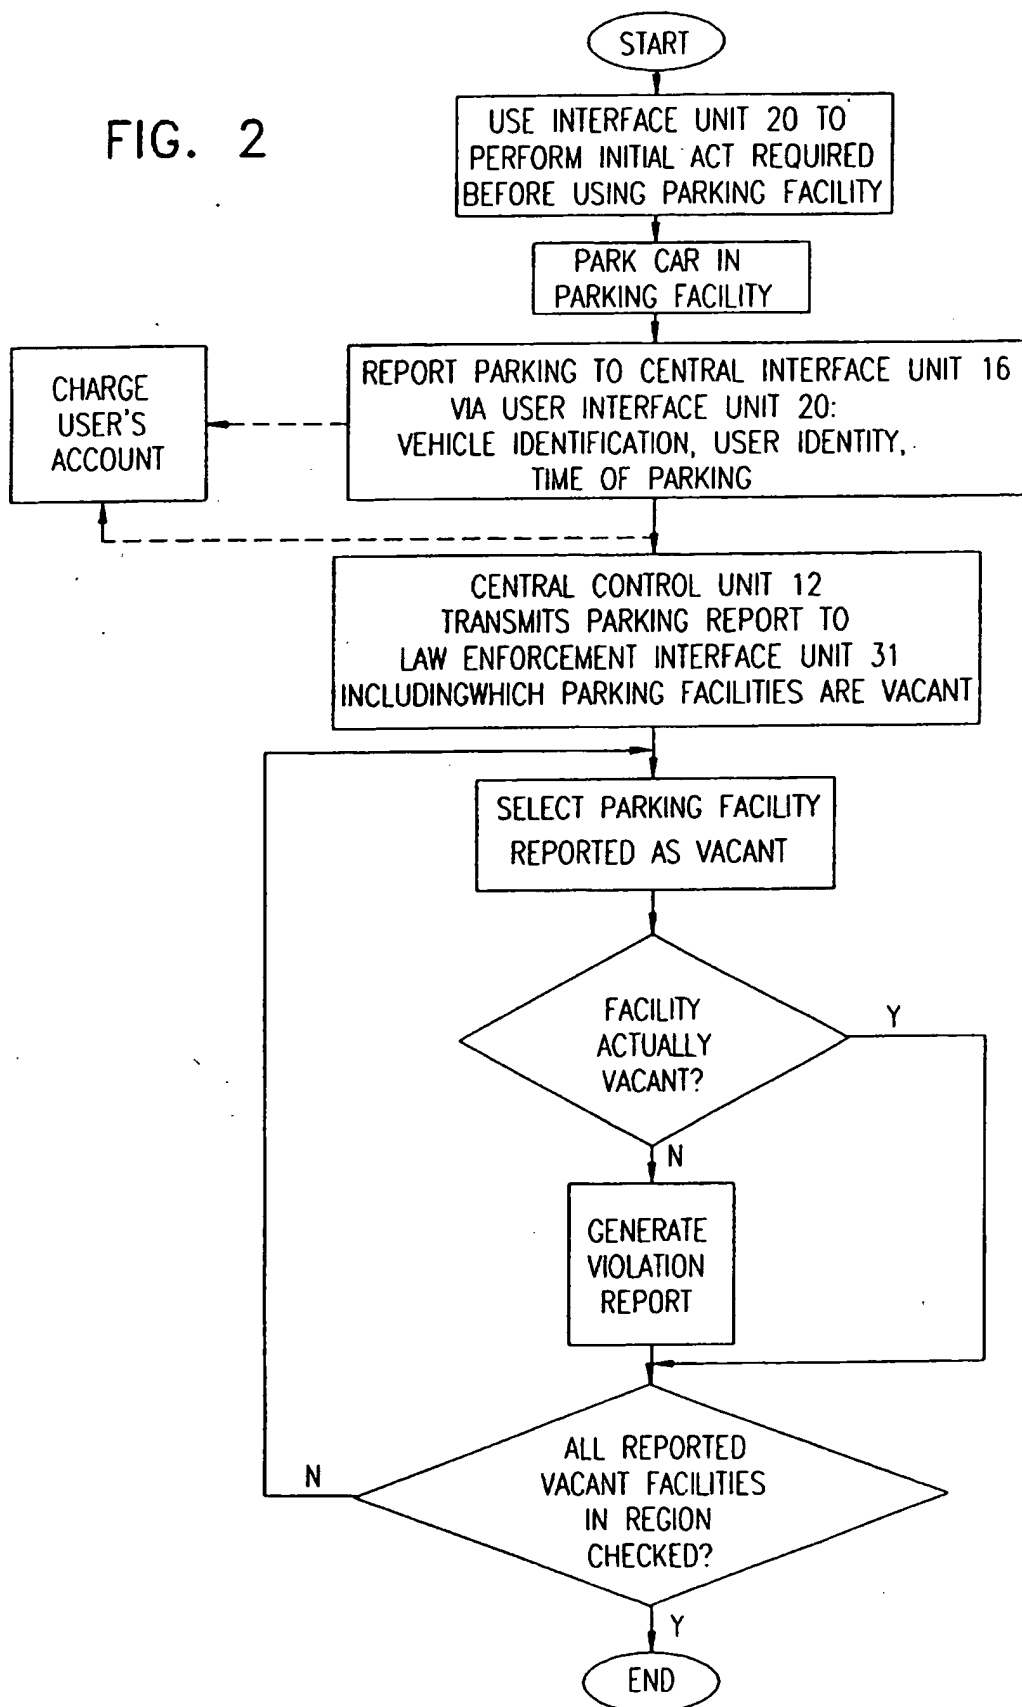 FIG. 2
START
USE INTERFACE UNIT 20 TO
PERFORM INITIAL ACT REQUIRED
BEFORE USING PARKING FACILITY
PARK CAR IN
PARKING FACILITY
REPORT PARKING TO CENTRAL INTERFACE UNIT 16
VIA USER INTERFACE UNIT 20:
VEHICLE IDENTIFICATION, USER IDENTITY,
TIME OF PARKING
CHARGE
USER'S
ACCOUNT
CENTRAL CONTROL UNIT 12
TRANSMITS PARKING REPORT TO
LAW ENFORCEMENT INTERFACE UNIT 31
INCLUDINGWHICH PARKING FACILITIES ARE VACANT
SELECT PARKING FACILITY
REPORTED AS VACANT
FACILITY
ACTUALLY
VACANT?
Y
N
GENERATE
VIOLATION
REPORT
ALL REPORTED
VACANT FACILITIES
IN REGION
CHECKED?
N
Y
END